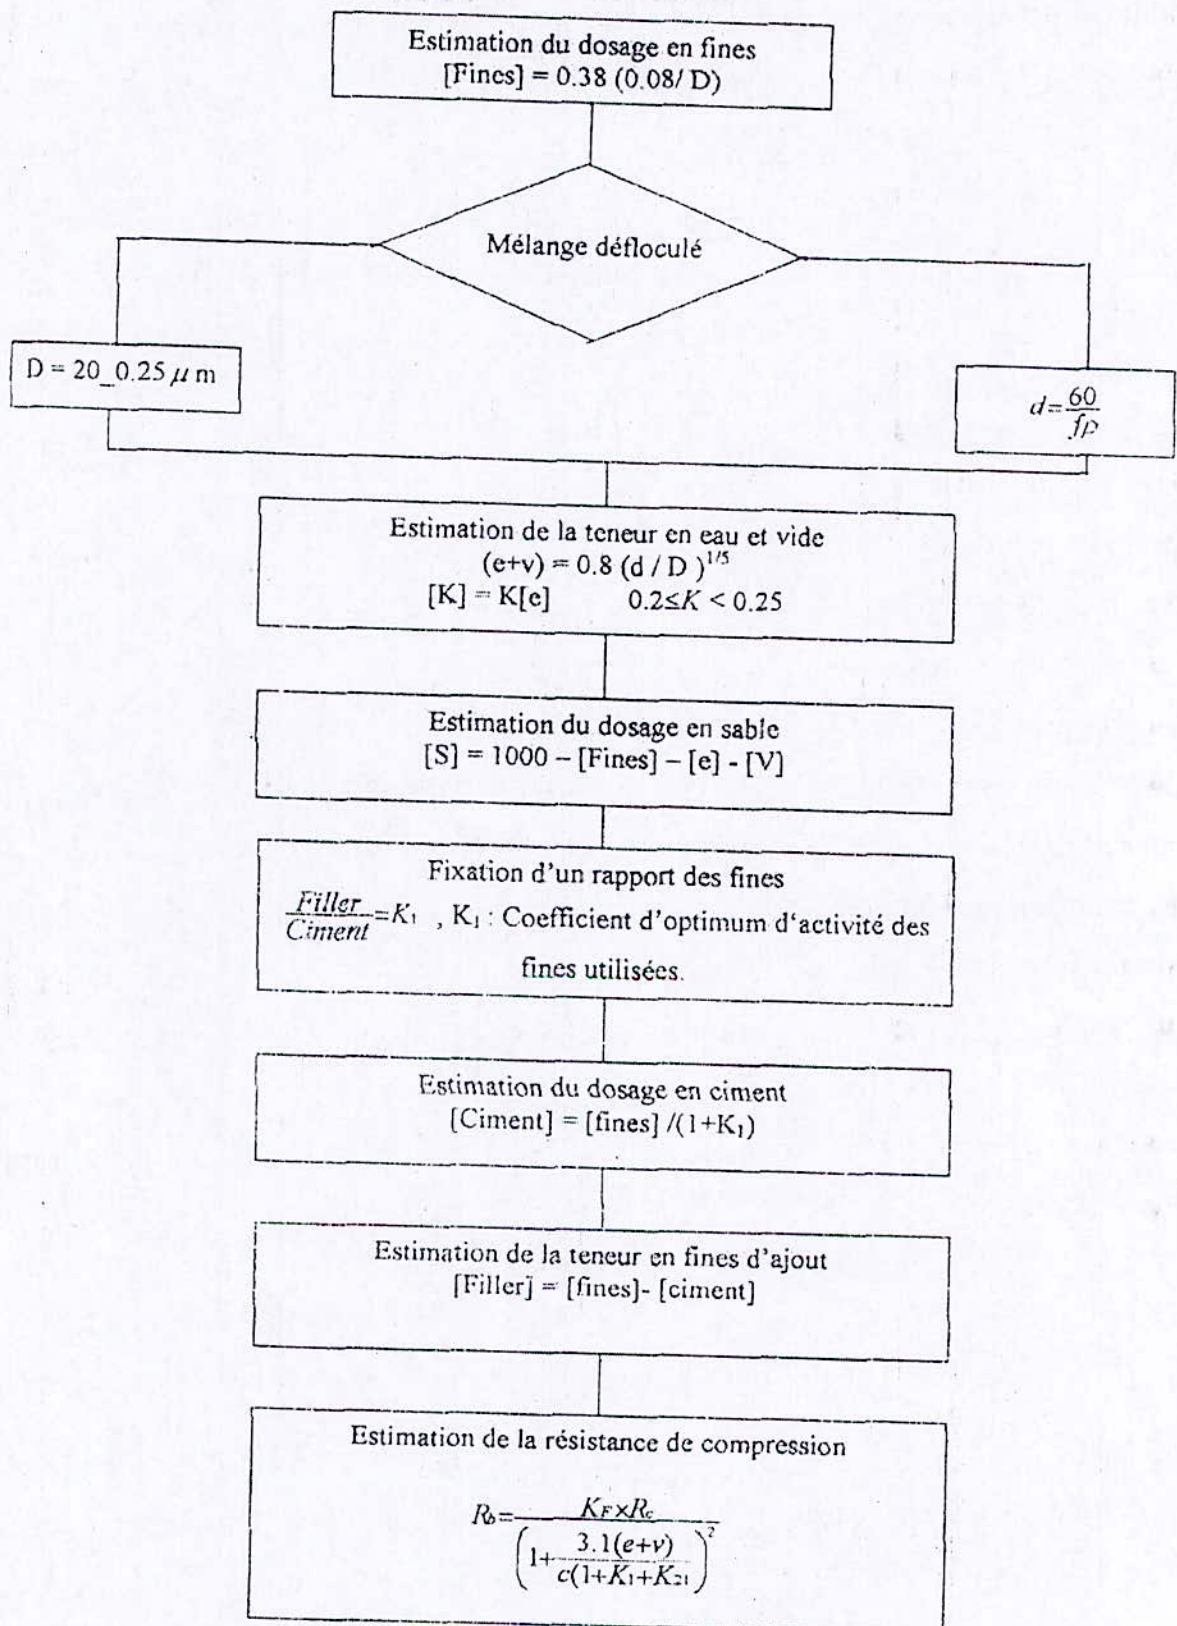 Estimation du dosage en fines
[Fines] = 0.38 (0.08/ D)
Mélange défloculé
D = 20_0.25 μ m
d = 60 / fρ
Estimation de la teneur en eau et vide
(e+v) = 0.8 (d / D )^1/5
[K] = K[e] 0.2≤K < 0.25
Estimation du dosage en sable
[S] = 1000 – [Fines] – [e] - [V]
Fixation d'un rapport des fines
Filler / Ciment = K₁ , K₁ : Coefficient d'optimum d'activité des
fines utilisées.
Estimation du dosage en ciment
[Ciment] = [fines] /(1+K₁)
Estimation de la teneur en fines d'ajout
[Filler] = [fines]- [ciment]
Estimation de la résistance de compression
Rb = KF×Rc / (1 + 3.1(e+v) / c(1+K₁+K₂₁))²